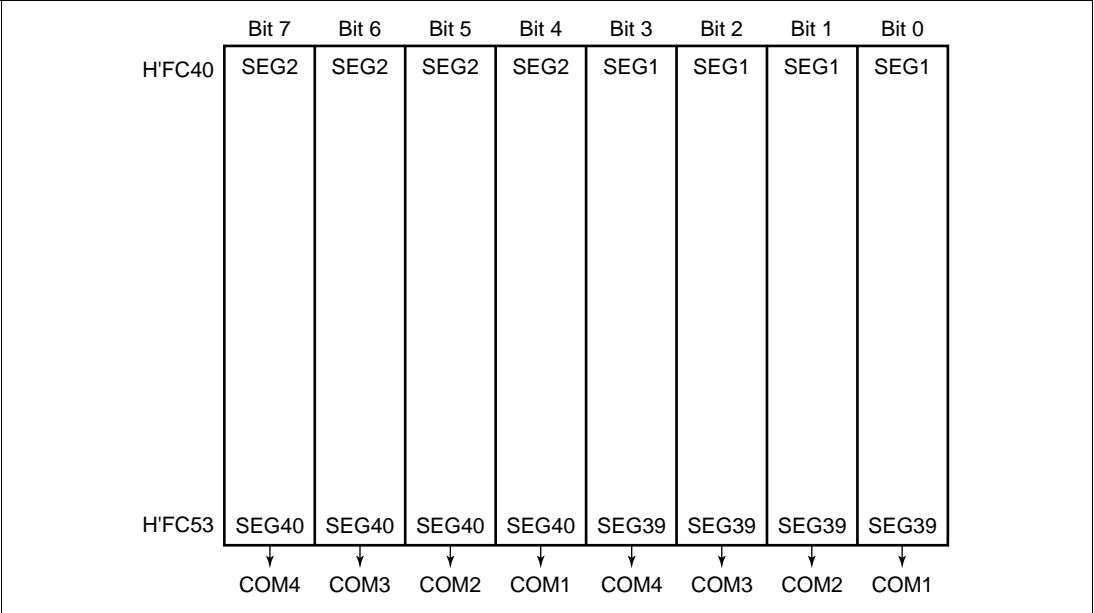 Bit 7 Bit 6 Bit 5 Bit 4 Bit 3 Bit 2 Bit 1 Bit 0
H'FC40 SEG2 SEG2 SEG2 SEG2 SEG1 SEG1 SEG1 SEG1
H'FC53 SEG40 SEG40 SEG40 SEG40 SEG39 SEG39 SEG39 SEG39
COM4 COM3 COM2 COM1 COM4 COM3 COM2 COM1